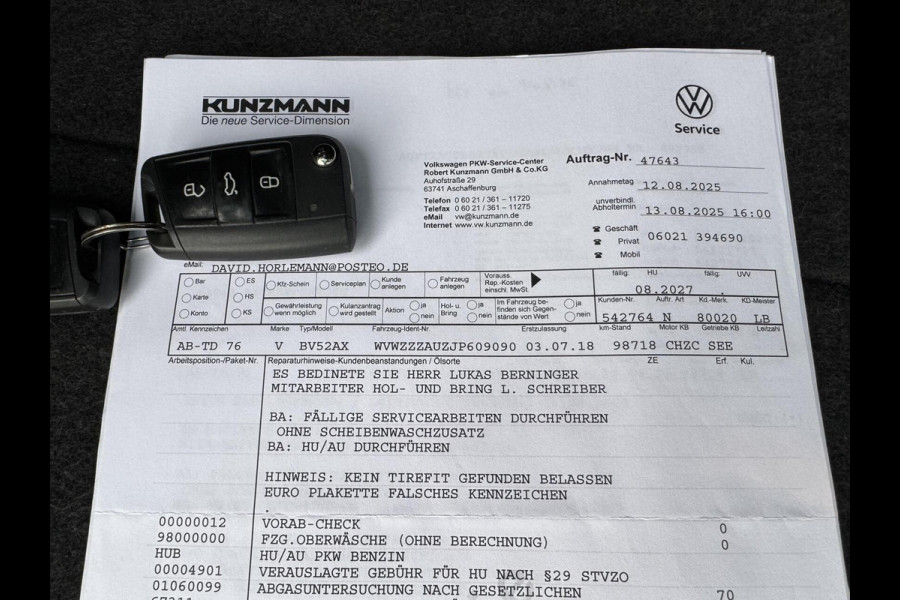 KUNZMANN
Die neue Service-Dimension
Service
Volkswagen PKW-Service-Center
Robert Kunzmann GmbH & Co.KG
Auhofstraße 29
63741 Aschaffenburg
Telefon 0 60 21 / 361 – 11720
Telefax 0 60 21 / 361 – 11275
eMail vw@kunzmann.de
Internet www.vw.kunzmann.de
Auftrag-Nr. 47643
Annahmetag 12.08.2025
unverbindl.
Abholtermin 13.08.2025 16:00
Geschäft
Privat 06021 394690
Mobil
eMail: DAVID.HORLEMANN@POSTEO.DE
Bar ES Kfz-Schein Serviceplan Kunde anlegen Fahrzeug anlegen Vorauss. Rep.-Kosten einschl. MwSt. fällig: HU fällig: UVV
Karte HS 08.2027 .
Konto KS Gewährleistung wenn möglich Kulanzantrag wird gestellt Aktion ja nein Hol- u. Bring ja nein Im Fahrzeug befinden sich Gegenstände von Wert ja nein Kunden-Nr. Auftr. Art Kd.-Merk. KD-Meister
542764 N 80020 LB
Amtl. Kennzeichen Marke Typ/Modell Fahrzeug-Ident-Nr. Erstzulassung km-Stand Motor KB Getriebe KB Leitzahl
AB-TD 76 V BV52AX WVWZZZAUZJP609090 03.07.18 98718 CHZC SEE
Arbeitsposition-/Paket-Nr. Reparaturhinweise-Kundenbeanstandungen / Ölsorte ZE Erf. Kul.
ES BEDINETE SIE HERR LUKAS BERNINGER
MITARBEITER HOL- UND BRING L. SCHREIBER
BA: FÄLLIGE SERVICEARBEITEN DURCHFÜHREN
OHNE SCHEIBENWASCHZUSATZ
BA: HU/AU DURCHFÜHREN
HINWEIS: KEIN TIREFIT GEFUNDEN BELASSEN
EURO PLAKETTE FALSCHES KENNZEICHEN
.
00000012 VORAB-CHECK 0
98000000 FZG.OBERWÄSCHE (OHNE BERECHNUNG) 0
HUB HU/AU PKW BENZIN
00004901 VERAUSLAGTE GEBÜHR FÜR HU NACH §29 STVZO
01060099 ABGASUNTERSUCHUNG NACH GESETZLICHEN 70